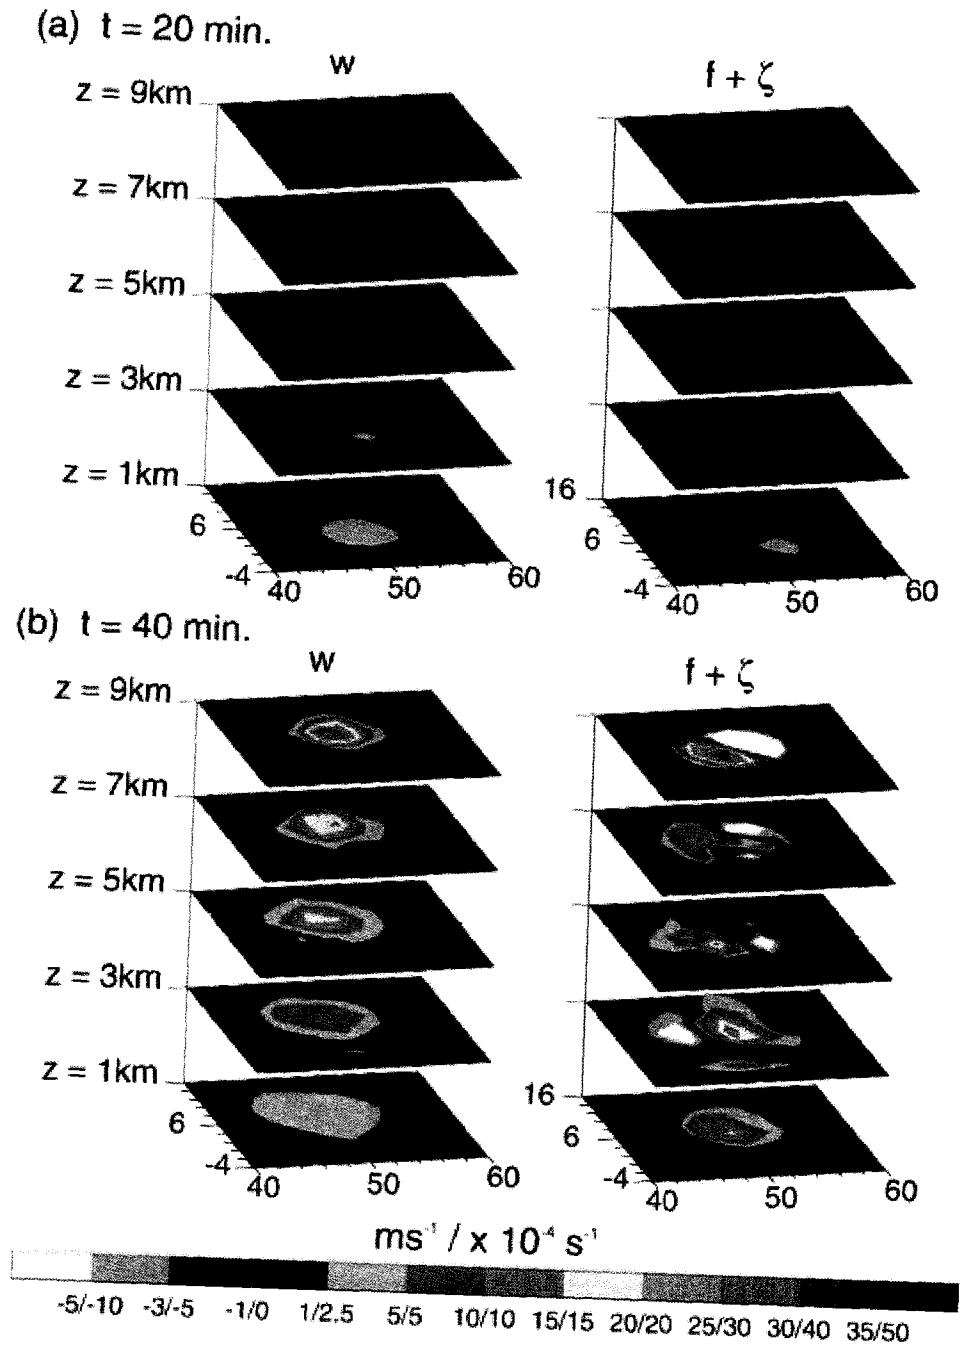 (a) t = 20 min.
w
f + ζ
z = 9km
z = 7km
z = 5km
z = 3km
z = 1km
16
6
6
-4
-4
40
50
60
40
50
60
(b) t = 40 min.
w
f + ζ
z = 9km
z = 7km
z = 5km
z = 3km
z = 1km
16
6
6
-4
-4
40
50
60
40
50
60
ms⁻¹ / x 10⁻⁴ s⁻¹
-5/-10 -3/-5 -1/0 1/2.5 5/5 10/10 15/15 20/20 25/30 30/40 35/50